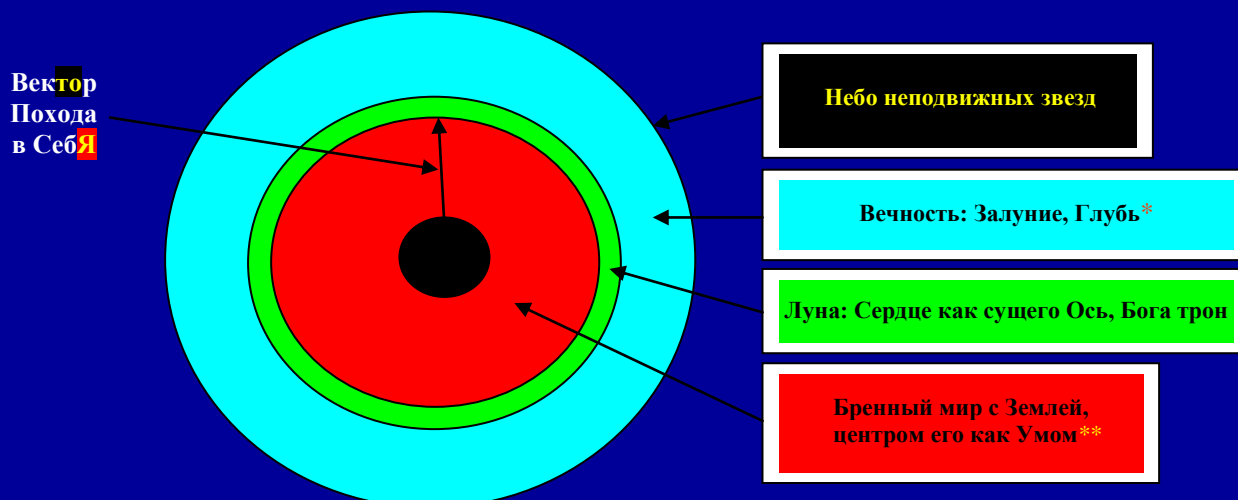 Вектор
Похода
в СебЯ
Небо неподвижных звезд
Вечность: Залуние, Глубь*
Луна: Сердце как сущего Ось, Бога трон
Бренный мир с Землей,
центром его как Умом**